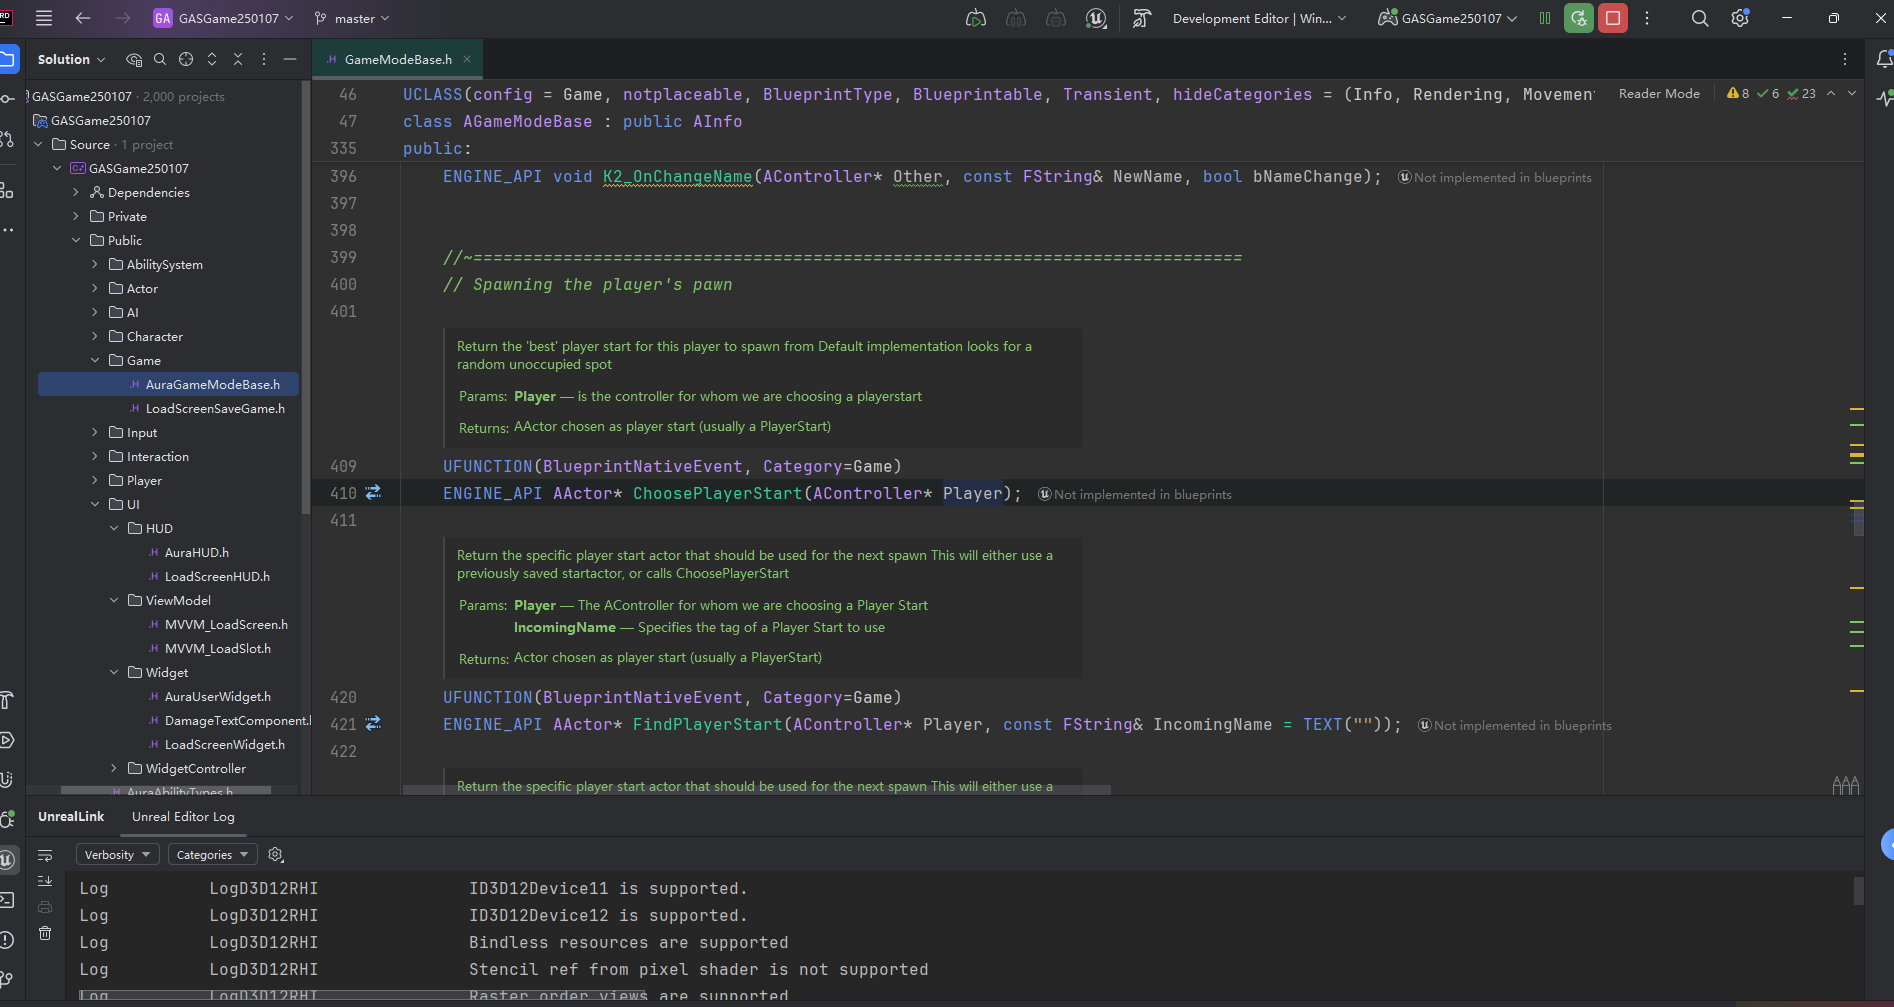 GA GASGame250107
master
Development Editor | Win...
GASGame250107
Solution
GameModeBase.h
GASGame250107 · 2,000 projects
GASGame250107
Source · 1 project
GASGame250107
Dependencies
Private
Public
AbilitySystem
Actor
AI
Character
Game
AuraGameModeBase.h
LoadScreenSaveGame.h
Input
Interaction
Player
UI
HUD
AuraHUD.h
LoadScreenHUD.h
ViewModel
MVVM_LoadScreen.h
MVVM_LoadSlot.h
Widget
AuraUserWidget.h
DamageTextComponent.h
LoadScreenWidget.h
WidgetController
AuraAbilityTypes.h
46 UCLASS(config = Game, notplaceable, BlueprintType, Blueprintable, Transient, hideCategories = (Info, Rendering, Movemen
Reader Mode 8 6 23
47 class AGameModeBase : public AInfo
335 public:
396 ENGINE_API void K2_OnChangeName(AController* Other, const FString& NewName, bool bNameChange); Not implemented in blueprints
397
398
399 //~=============================================================================
400 // Spawning the player's pawn
401
Return the 'best' player start for this player to spawn from Default implementation looks for a
random unoccupied spot
Params: Player — is the controller for whom we are choosing a playerstart
Returns: AActor chosen as player start (usually a PlayerStart)
409 UFUNCTION(BlueprintNativeEvent, Category=Game)
410 ENGINE_API AActor* ChoosePlayerStart(AController* Player); Not implemented in blueprints
411
Return the specific player start actor that should be used for the next spawn This will either use a
previously saved startactor, or calls ChoosePlayerStart
Params: Player — The AController for whom we are choosing a Player Start
IncomingName — Specifies the tag of a Player Start to use
Returns: Actor chosen as player start (usually a PlayerStart)
420 UFUNCTION(BlueprintNativeEvent, Category=Game)
421 ENGINE_API AActor* FindPlayerStart(AController* Player, const FString& IncomingName = TEXT("")); Not implemented in blueprints
422
Return the specific player start actor that should be used for the next spawn This will either use a
UnrealLink Unreal Editor Log
Verbosity Categories
Log LogD3D12RHI ID3D12Device11 is supported.
Log LogD3D12RHI ID3D12Device12 is supported.
Log LogD3D12RHI Bindless resources are supported
Log LogD3D12RHI Stencil ref from pixel shader is not supported
Log LogD3D12RHI Raster order views are supported